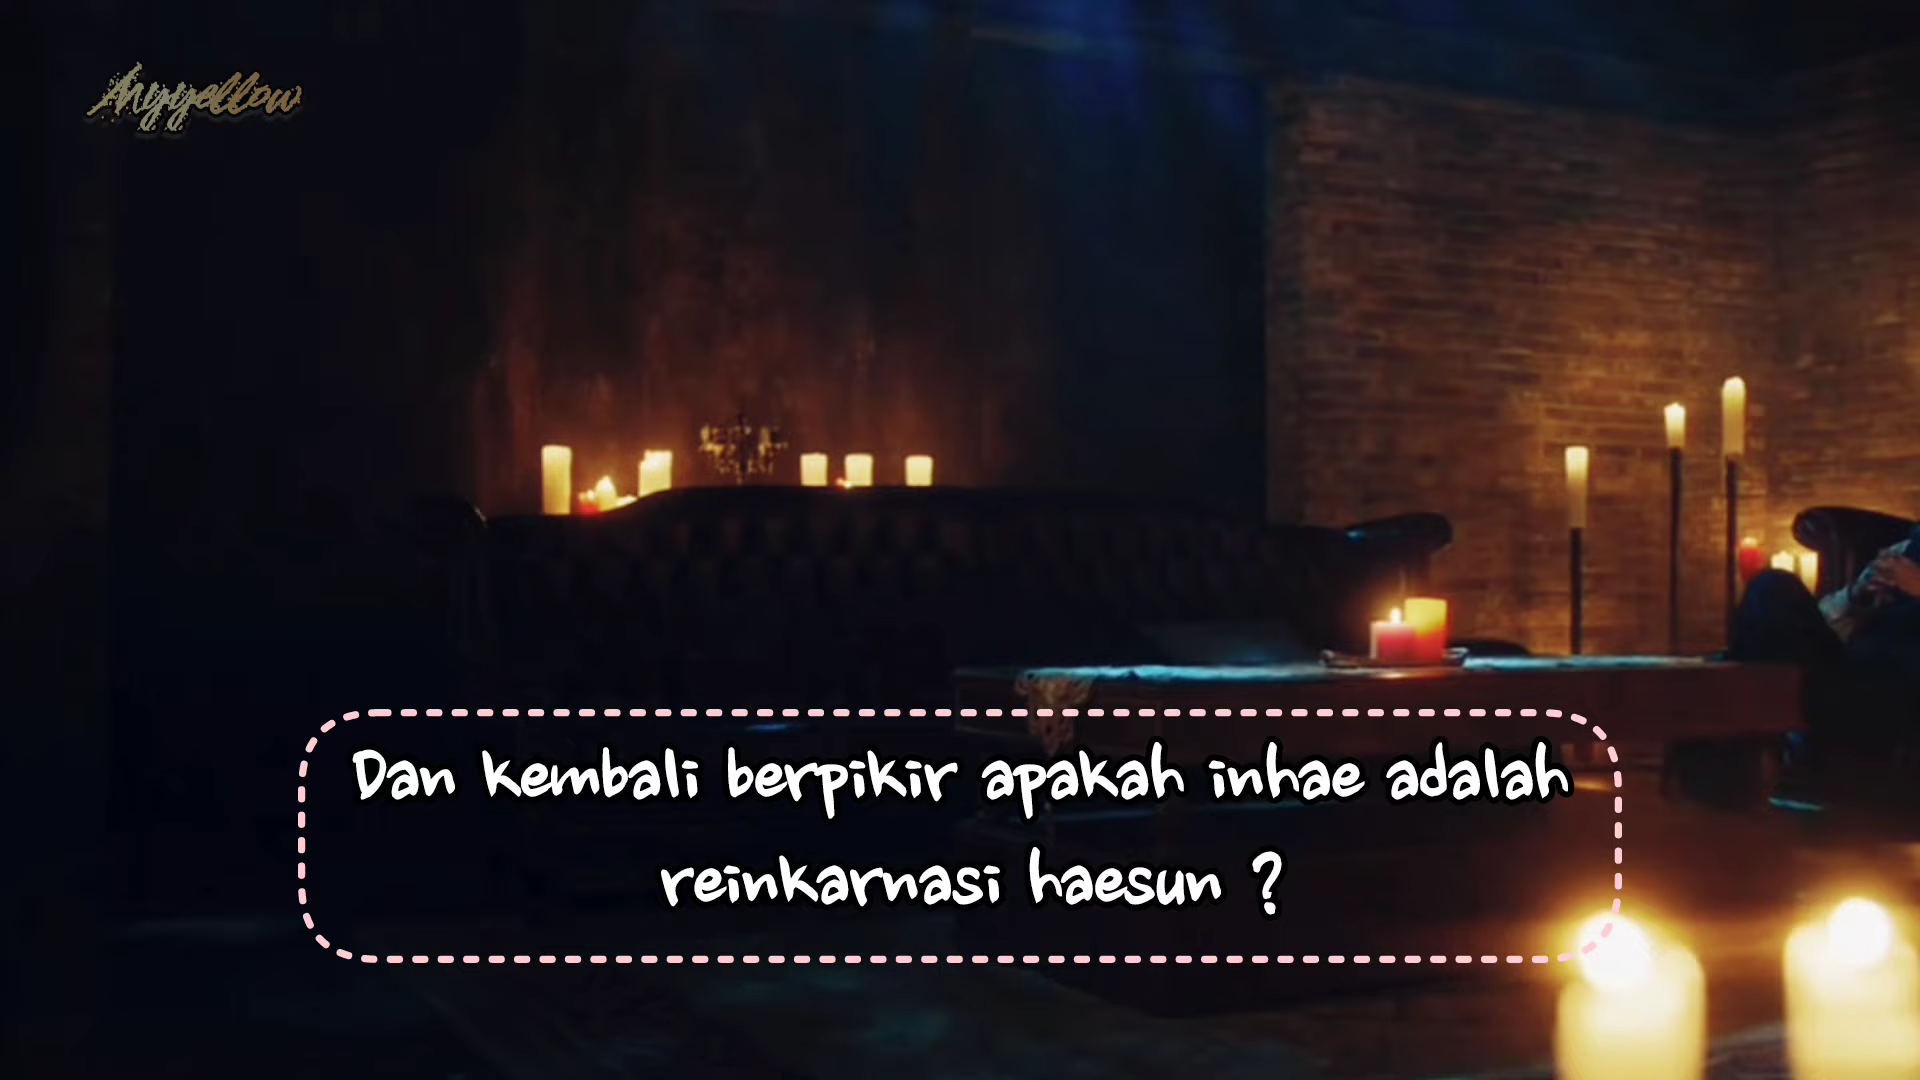 Anyyellow
Dan kembali berpikir apakah inhae adalah
reinkarnasi haesun ?